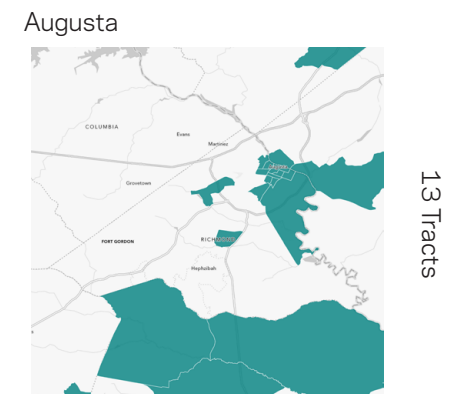 Augusta
COLUMBIA
Evans
Martinez
Grovetown
FORT GORDON
RICHMOND
Hephzibah
13 Tracts